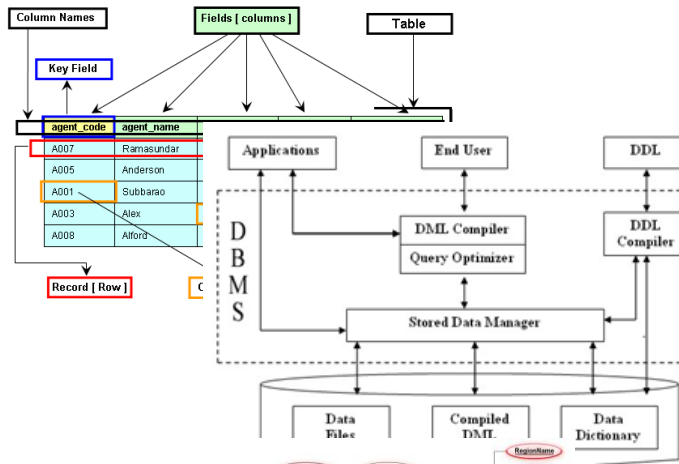 Column Names
Fields [ columns ]
Table
Key Field
agent_code agent_name
A007 Ramasundar
A005 Anderson
A001 Subbarao
A003 Alex
A008 Alford
Record [ Row ]
Applications
End User
DDL
DBMS
DML Compiler
Query Optimizer
DDL
Compiler
Stored Data Manager
Data
Files
Compiled
DML
Data
Dictionary
RegionName